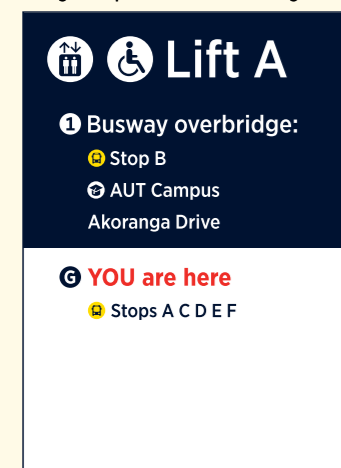 Lift A
1 Busway overbridge:
Stop B
AUT Campus
Akoranga Drive
G YOU are here
Stops A C D E F